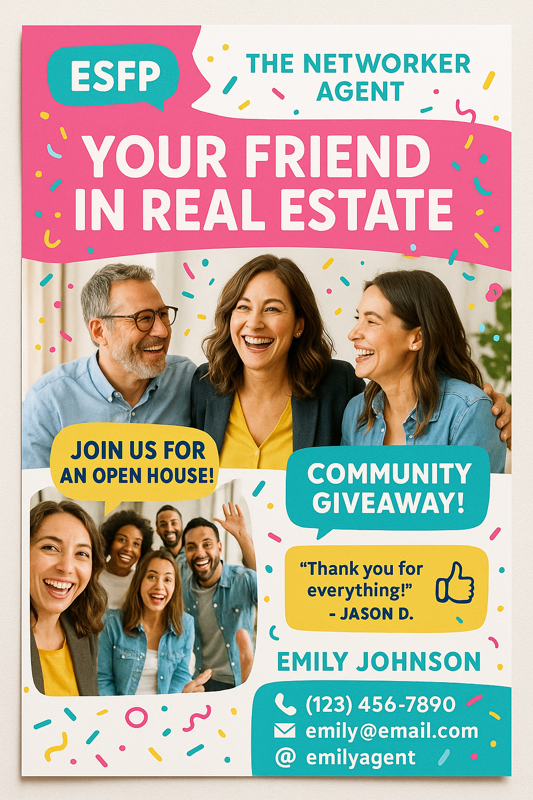 ESFP
THE NETWORKER
AGENT
YOUR FRIEND
IN REAL ESTATE
JOIN US FOR
AN OPEN HOUSE!
COMMUNITY
GIVEAWAY!
“Thank you for
everything!”
- JASON D.
EMILY JOHNSON
(123) 456-7890
emily@email.com
@ emilyagent